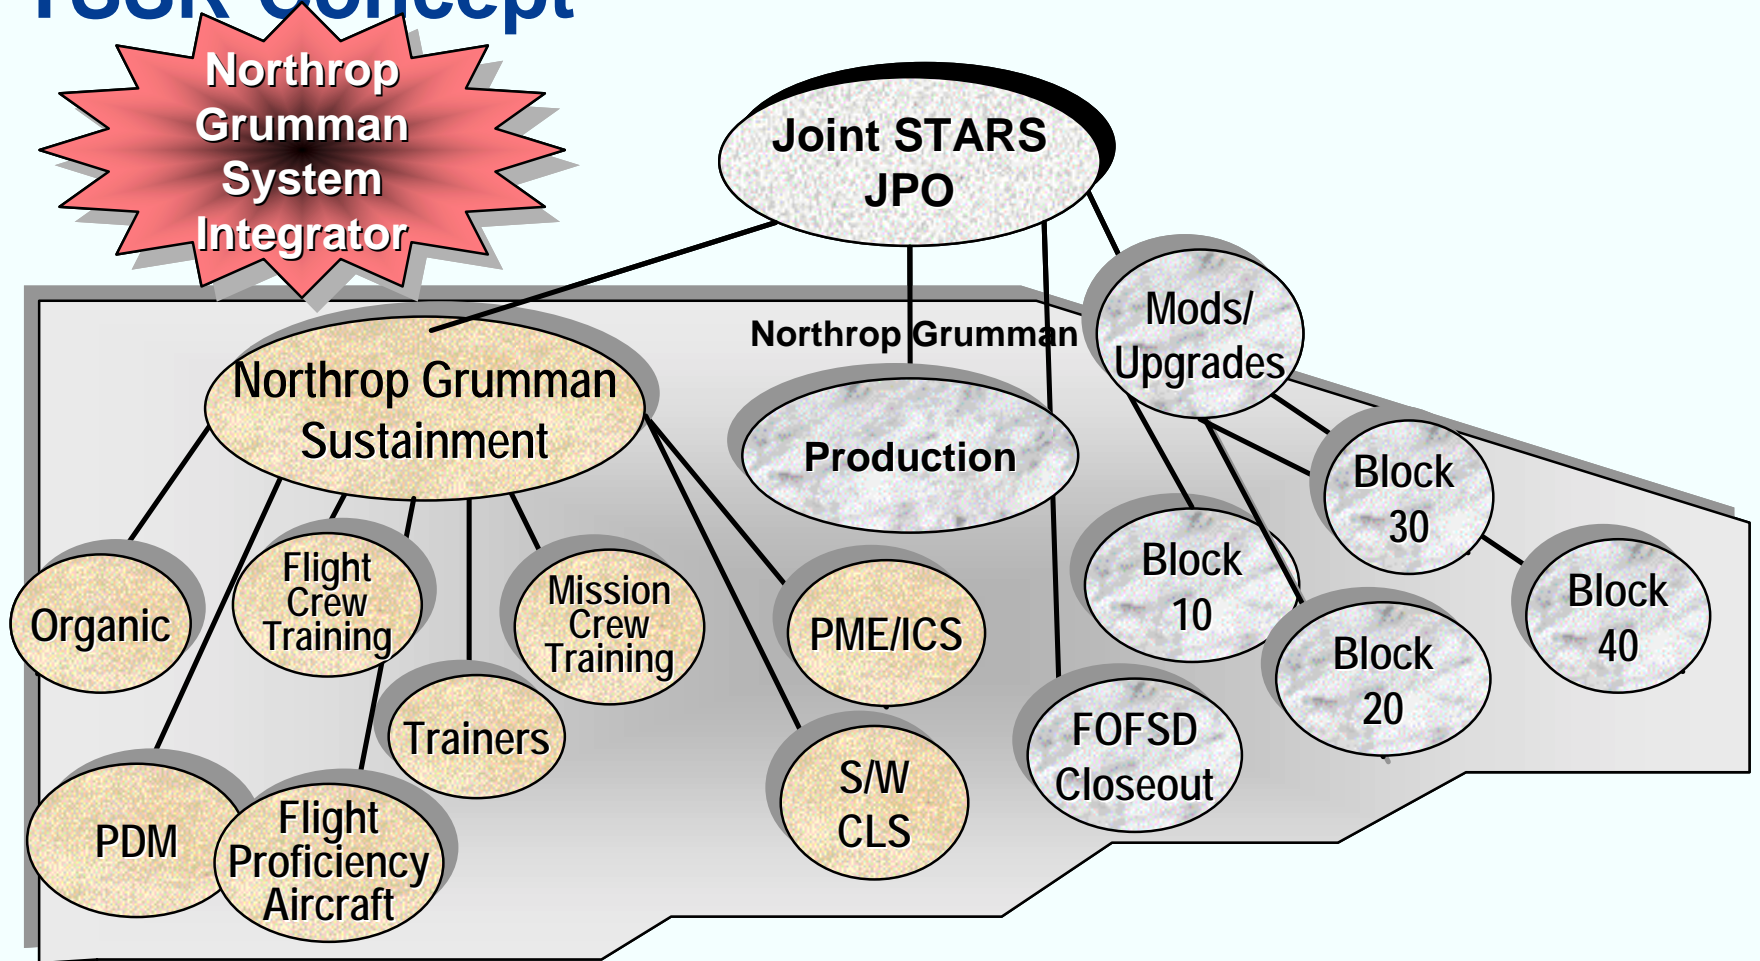 TSSR Concept
Northrop
Grumman
System
Integrator
Joint STARS
JPO
Northrop Grumman
Mods/
Upgrades
Northrop Grumman
Sustainment
Production
Block
30
Block
10
Block
40
Block
20
Organic
Flight
Crew
Training
Mission
Crew
Training
PME/ICS
Trainers
FOFSD
Closeout
S/W
CLS
PDM
Flight
Proficiency
Aircraft